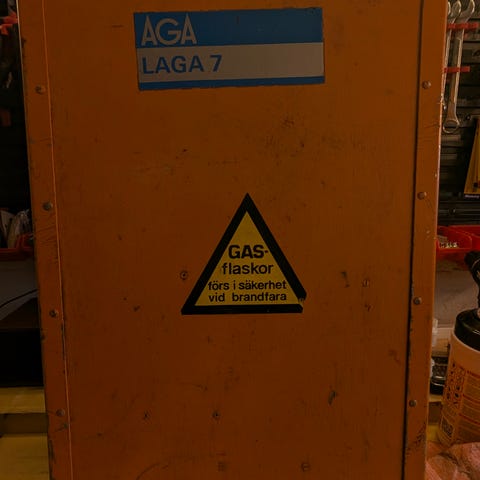 AGA
LAGA 7
GAS-
flaskor
förs i säkerhet
vid brandfara